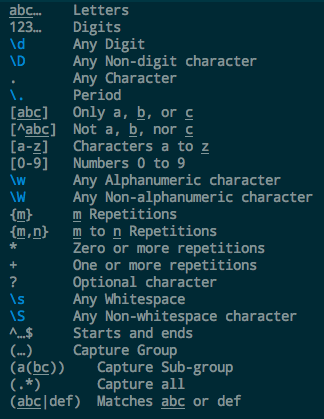 abc… Letters
123… Digits
\d Any Digit
\D Any Non-digit character
. Any Character
\. Period
[abc] Only a, b, or c
[^abc] Not a, b, nor c
[a-z] Characters a to z
[0-9] Numbers 0 to 9
\w Any Alphanumeric character
\W Any Non-alphanumeric character
{m} m Repetitions
{m,n} m to n Repetitions
* Zero or more repetitions
+ One or more repetitions
? Optional character
\s Any Whitespace
\S Any Non-whitespace character
^…$ Starts and ends
(…) Capture Group
(a(bc)) Capture Sub-group
(.*) Capture all
(abc|def) Matches abc or def